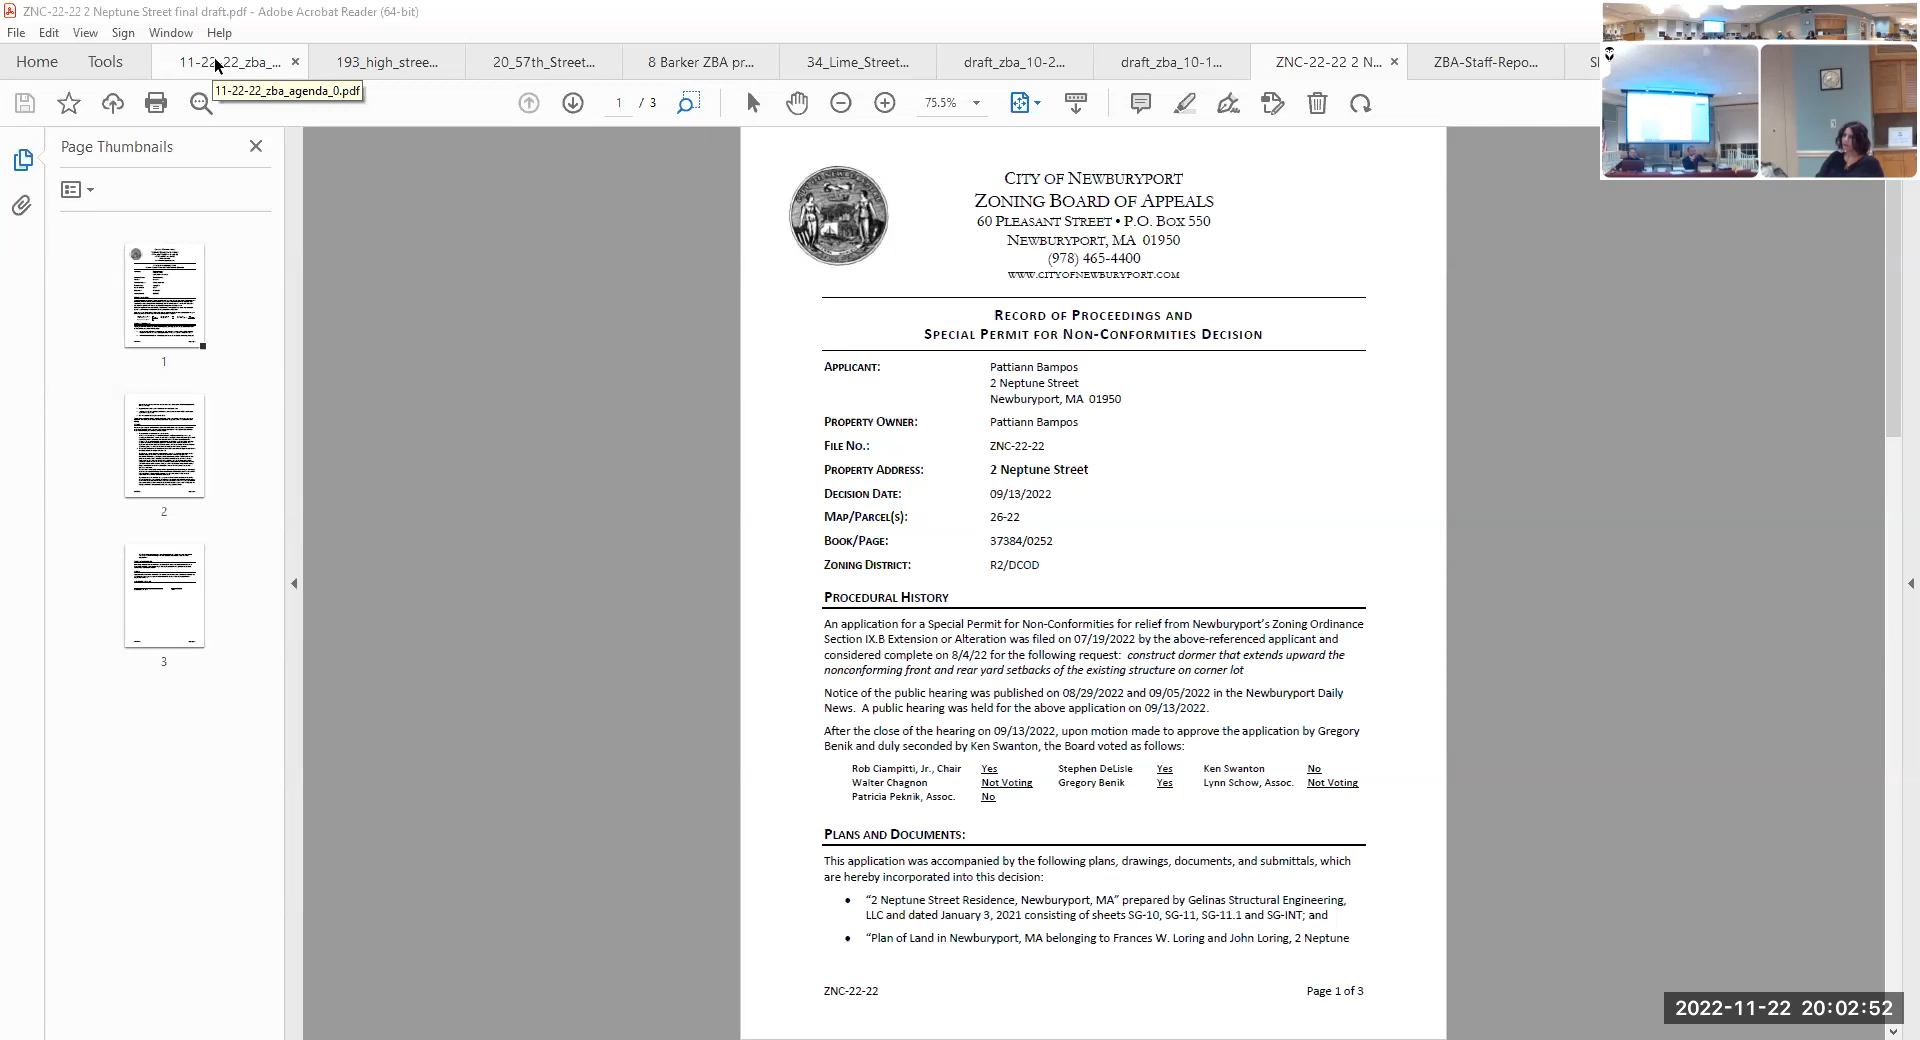 ZNC-22-22 2 Neptune Street final draft.pdf - Adobe Acrobat Reader (64-bit)
File Edit View Sign Window Help
Home Tools 11-22-22_zba_... × 193_high_stree... 20_57th_Street... 8 Barker ZBA pr... 34_Lime_Street... draft_zba_10-2... draft_zba_10-1... ZNC-22-22 2 N... × ZBA-Staff-Repo...
11-22-22_zba_agenda_0.pdf
1 / 3 75.5%
Page Thumbnails
1
2
3
CITY OF NEWBURYPORT
ZONING BOARD OF APPEALS
60 PLEASANT STREET • P.O. BOX 550
NEWBURYPORT, MA 01950
(978) 465-4400
WWW.CITYOFNEWBURYPORT.COM
RECORD OF PROCEEDINGS AND
SPECIAL PERMIT FOR NON-CONFORMITIES DECISION
APPLICANT: Pattiann Bampos
2 Neptune Street
Newburyport, MA 01950
PROPERTY OWNER: Pattiann Bampos
FILE NO.: ZNC-22-22
PROPERTY ADDRESS: 2 Neptune Street
DECISION DATE: 09/13/2022
MAP/PARCEL(S): 26-22
BOOK/PAGE: 37384/0252
ZONING DISTRICT: R2/DCOD
PROCEDURAL HISTORY
An application for a Special Permit for Non-Conformities for relief from Newburyport's Zoning Ordinance
Section IX.B Extension or Alteration was filed on 07/19/2022 by the above-referenced applicant and
considered complete on 8/4/22 for the following request: construct dormer that extends upward the
nonconforming front and rear yard setbacks of the existing structure on corner lot
Notice of the public hearing was published on 08/29/2022 and 09/05/2022 in the Newburyport Daily
News. A public hearing was held for the above application on 09/13/2022.
After the close of the hearing on 09/13/2022, upon motion made to approve the application by Gregory
Benik and duly seconded by Ken Swanton, the Board voted as follows:
Rob Ciampitti, Jr., Chair Yes Stephen DeLisle Yes Ken Swanton No
Walter Chagnon Not Voting Gregory Benik Yes Lynn Schow, Assoc. Not Voting
Patricia Peknik, Assoc. No
PLANS AND DOCUMENTS:
This application was accompanied by the following plans, drawings, documents, and submittals, which
are hereby incorporated into this decision:
• "2 Neptune Street Residence, Newburyport, MA" prepared by Gelinas Structural Engineering,
LLC and dated January 3, 2021 consisting of sheets SG-10, SG-11, SG-11.1 and SG-INT; and
• "Plan of Land in Newburyport, MA belonging to Frances W. Loring and John Loring, 2 Neptune
ZNC-22-22 Page 1 of 3
2022-11-22 20:02:52